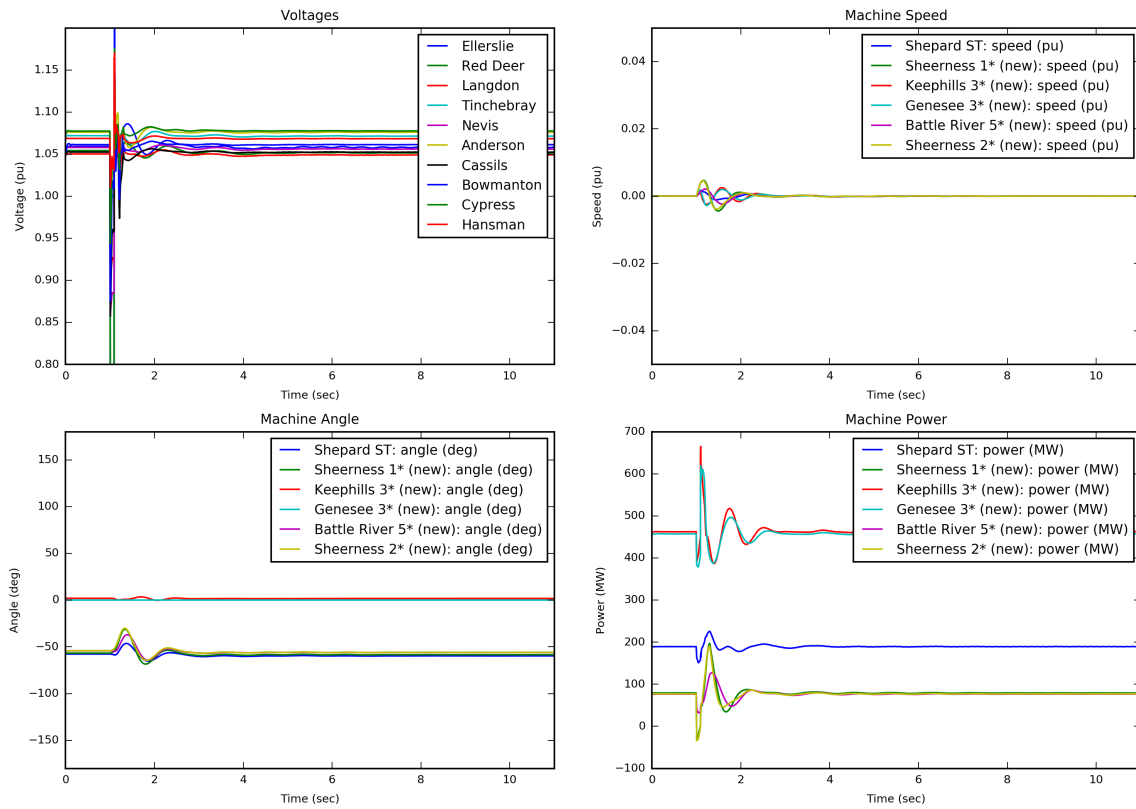 Voltages
1.15
1.10
1.05
1.00
0.95
0.90
0.85
0.80
Voltage (pu)
0
2
4
6
8
10
Time (sec)
Ellerslie
Red Deer
Langdon
Tinchebray
Nevis
Anderson
Cassils
Bowmanton
Cypress
Hansman
Machine Speed
0.04
0.02
0.00
−0.02
−0.04
Speed (pu)
0
2
4
6
8
10
Time (sec)
Shepard ST: speed (pu)
Sheerness 1* (new): speed (pu)
Keephills 3* (new): speed (pu)
Genesee 3* (new): speed (pu)
Battle River 5* (new): speed (pu)
Sheerness 2* (new): speed (pu)
Machine Angle
150
100
50
0
−50
−100
−150
Angle (deg)
0
2
4
6
8
10
Time (sec)
Shepard ST: angle (deg)
Sheerness 1* (new): angle (deg)
Keephills 3* (new): angle (deg)
Genesee 3* (new): angle (deg)
Battle River 5* (new): angle (deg)
Sheerness 2* (new): angle (deg)
Machine Power
700
600
500
400
300
200
100
0
−100
Power (MW)
0
2
4
6
8
10
Time (sec)
Shepard ST: power (MW)
Sheerness 1* (new): power (MW)
Keephills 3* (new): power (MW)
Genesee 3* (new): power (MW)
Battle River 5* (new): power (MW)
Sheerness 2* (new): power (MW)